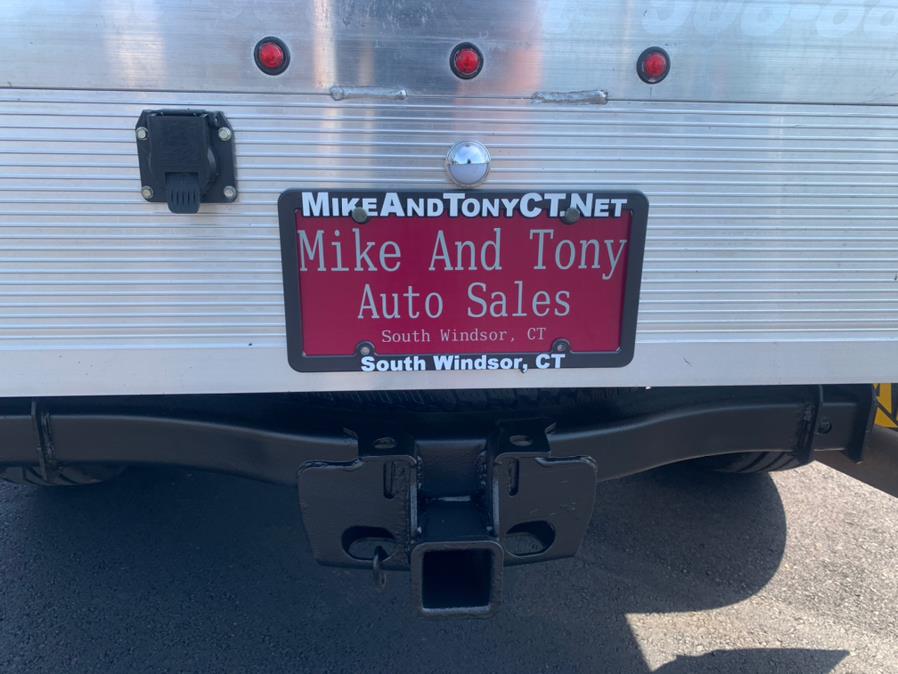 MIKEANDTONYCT.NET
Mike And Tony
Auto Sales
South Windsor, CT
South Windsor, CT